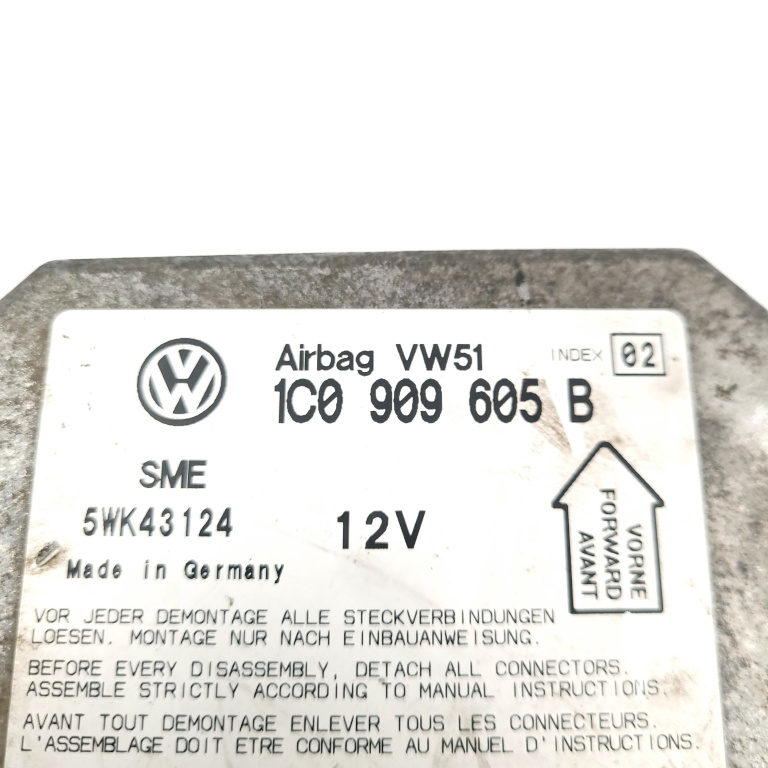 Airbag VW51 INDEX 02
1C0 909 605 B
SME
5WK43124
12V
Made in Germany
VORNE
FORWARD
AVANT
VOR JEDER DEMONTAGE ALLE STECKVERBINDUNGEN
LOESEN. MONTAGE NUR NACH EINBAUANWEISUNG.
BEFORE EVERY DISASSEMBLY, DETACH ALL CONNECTORS.
ASSEMBLE STRICTLY ACCORDING TO MANUAL INSTRUCTIONS.
AVANT TOUT DEMONTAGE ENLEVER TOUS LES CONNECTEURS.
L'ASSEMBLAGE DOIT ETRE CONFORME AU MANUEL D'INSTRUCTIONS.